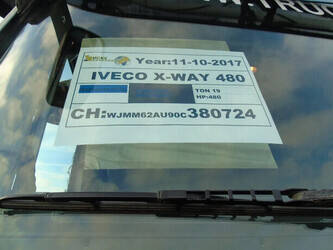 Year:11-10-2017
IVECO X-WAY 480
TON 19
HP:480
CH:WJMM62AU90C380724